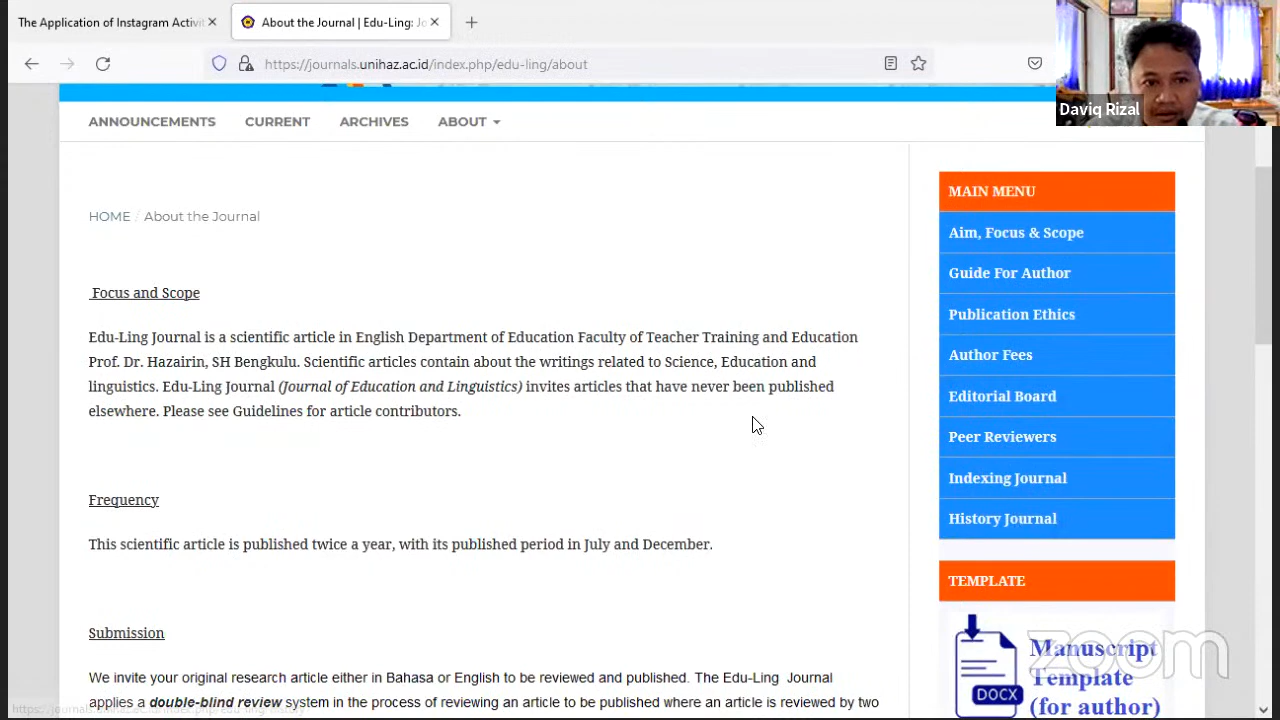 The Application of Instagram Activit
About the Journal | Edu-Ling: Jo
https://journals.unihaz.ac.id/index.php/edu-ling/about
Daviq Rizal
ANNOUNCEMENTS CURRENT ARCHIVES ABOUT
HOME / About the Journal
Focus and Scope
Edu-Ling Journal is a scientific article in English Department of Education Faculty of Teacher Training and Education
Prof. Dr. Hazairin, SH Bengkulu. Scientific articles contain about the writings related to Science, Education and
linguistics. Edu-Ling Journal (Journal of Education and Linguistics) invites articles that have never been published
elsewhere. Please see Guidelines for article contributors.
Frequency
This scientific article is published twice a year, with its published period in July and December.
Submission
We invite your original research article either in Bahasa or English to be reviewed and published. The Edu-Ling Journal
applies a double-blind review system in the process of reviewing an article to be published where an article is reviewed by two
MAIN MENU
Aim, Focus & Scope
Guide For Author
Publication Ethics
Author Fees
Editorial Board
Peer Reviewers
Indexing Journal
History Journal
TEMPLATE
DOCX
Manuscript
Template
(for author)
zoom